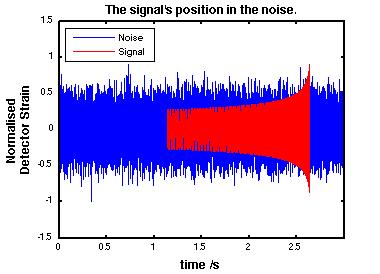 The signal's position in the noise.
Noise
Signal
Normalised
Detector Strain
1.5
1
0.5
0
-0.5
-1
-1.5
0
0.5
1
1.5
2
2.5
time /s